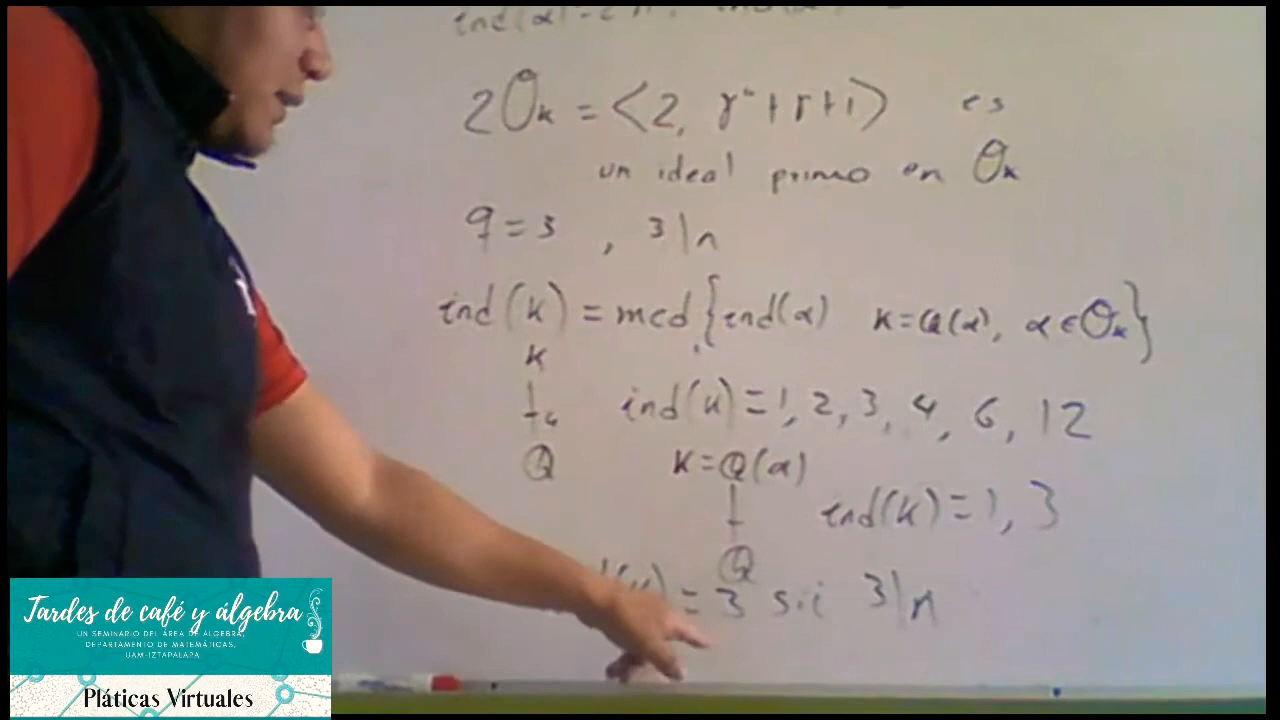 2O_k = <2, γ² + γ + 1> es
un ideal primo en O_k
q = 3 , 3|n
ind(k) = mcd{ind(α) K=Q(α), α ∈ O_k}
K
4
Q
ind(k) = 1, 2, 3, 4, 6, 12
K=Q(α)
Q
ind(k) = 1, 3
= 3 sii 3|n
Tardes de café y álgebra
UN SEMINARIO DEL ÁREA DE ÁLGEBRA,
DEPARTAMENTO DE MATEMÁTICAS,
UAM-IZTAPALAPA
Pláticas Virtuales